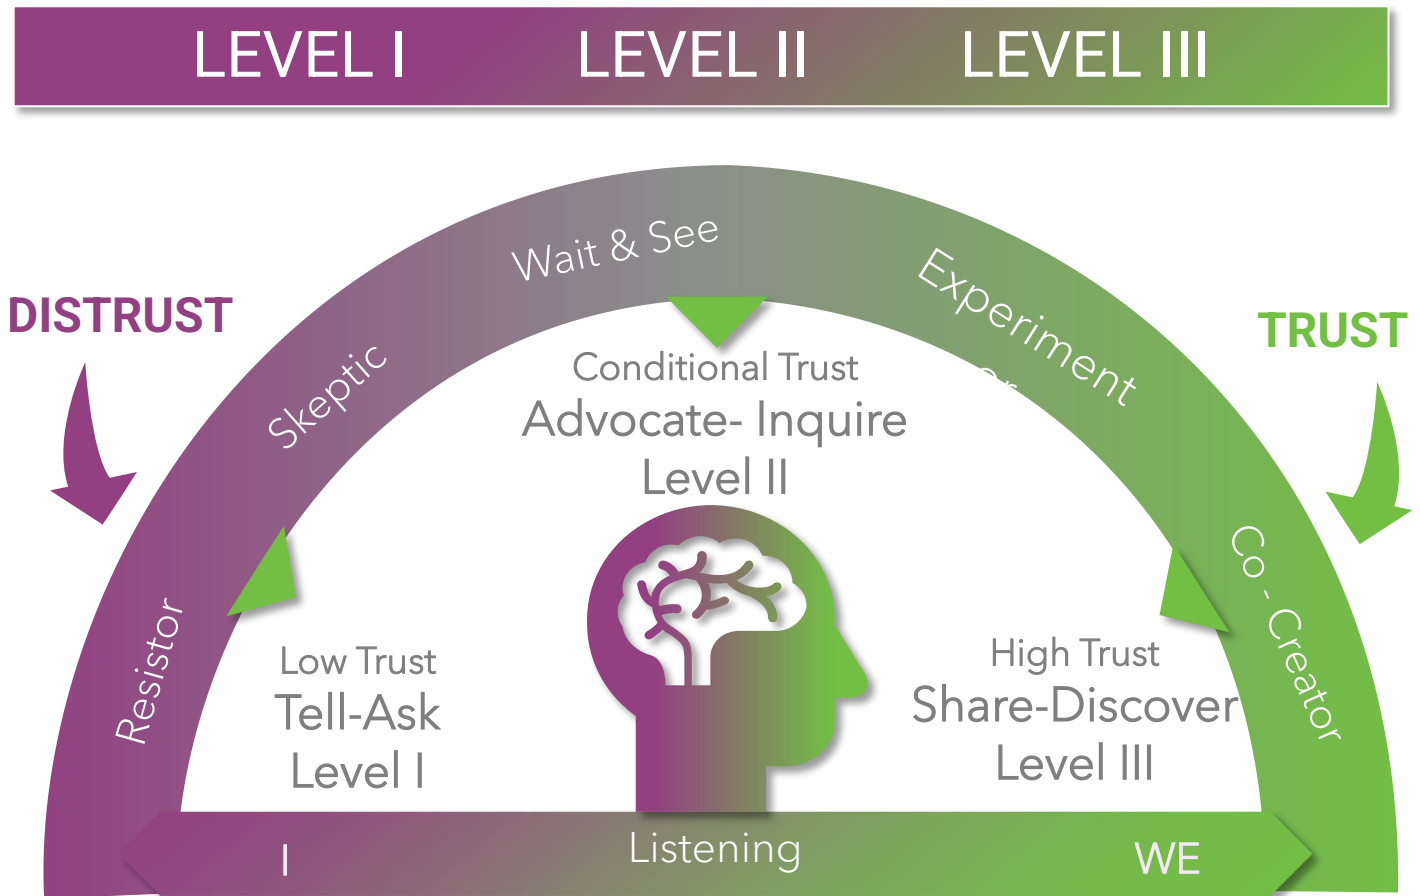 LEVEL I LEVEL II LEVEL III
DISTRUST
TRUST
Resistor
Skeptic
Wait & See
Experiment
or
Co - Creator
Conditional Trust
Advocate- Inquire
Level II
Low Trust
Tell-Ask
Level I
High Trust
Share-Discover
Level III
I Listening WE